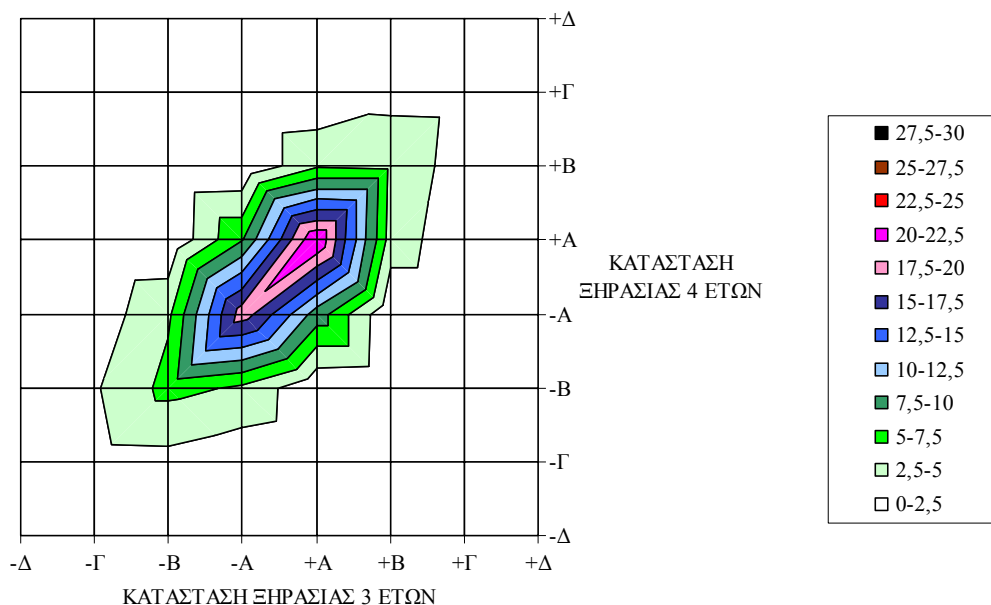 +Δ
+Γ
+Β
+Α
-Α
-Β
-Γ
-Δ
-Δ
-Γ
-Β
-Α
+Α
+Β
+Γ
+Δ
ΚΑΤΑΣΤΑΣΗ ΞΗΡΑΣΙΑΣ 3 ΕΤΩΝ
ΚΑΤΑΣΤΑΣΗ
ΞΗΡΑΣΙΑΣ 4 ΕΤΩΝ
27,5-30
25-27,5
22,5-25
20-22,5
17,5-20
15-17,5
12,5-15
10-12,5
7,5-10
5-7,5
2,5-5
0-2,5